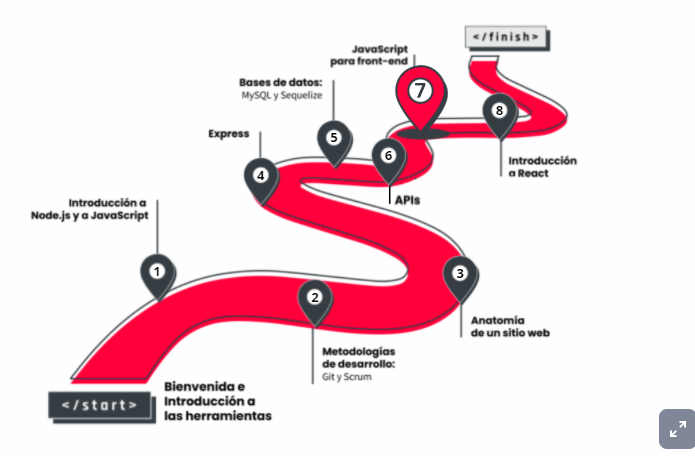 </finish>
JavaScript
para front-end
7
8
Bases de datos:
MySQL y Sequelize
Express
5
6
4
Introducción
a React
APIs
Introducción a
Node.js y a JavaScript
1
2
3
Anatomía
de un sitio web
Metodologías
de desarrollo:
Git y Scrum
</start>
Bienvenida e
Introducción a
las herramientas